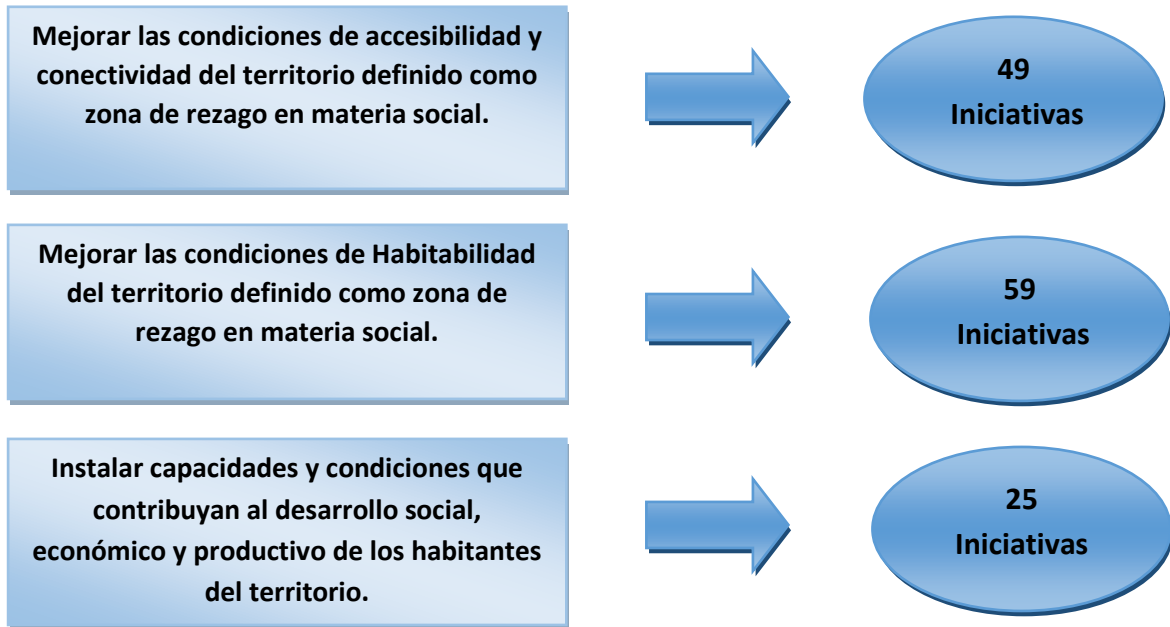 Mejorar las condiciones de accesibilidad y
conectividad del territorio definido como
zona de rezago en materia social.
49
Iniciativas
Mejorar las condiciones de Habitabilidad
del territorio definido como zona de
rezago en materia social.
59
Iniciativas
Instalar capacidades y condiciones que
contribuyan al desarrollo social,
económico y productivo de los habitantes
del territorio.
25
Iniciativas